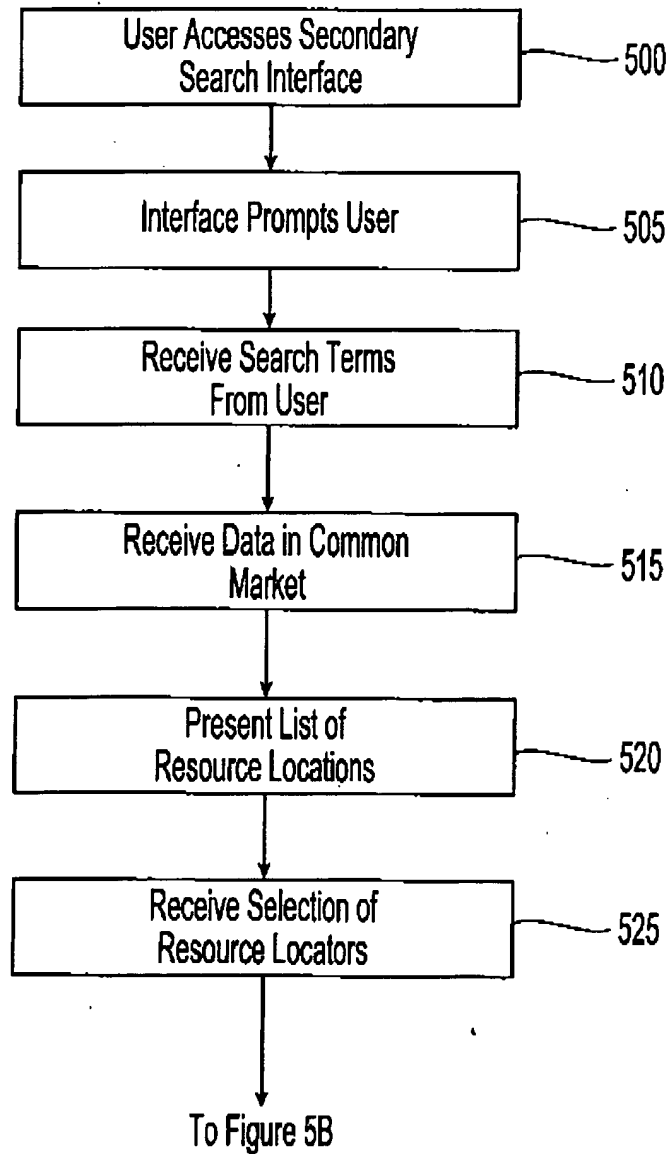 User Accesses Secondary
Search Interface
500
Interface Prompts User
505
Receive Search Terms
From User
510
Receive Data in Common
Market
515
Present List of
Resource Locations
520
Receive Selection of
Resource Locators
525
To Figure 5B